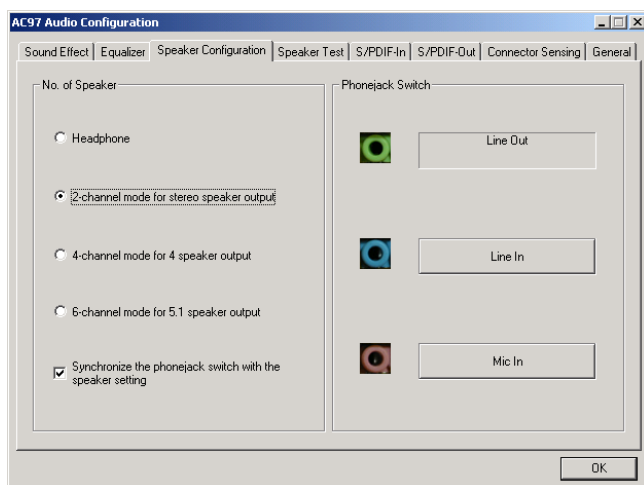 AC97 Audio Configuration
Sound Effect
Equalizer
Speaker Configuration
Speaker Test
S/PDIF-In
S/PDIF-Out
Connector Sensing
General
No. of Speaker
Headphone
2-channel mode for stereo speaker output
4-channel mode for 4 speaker output
6-channel mode for 5.1 speaker output
Synchronize the phonejack switch with the
speaker setting
Phonejack Switch
Line Out
Line In
Mic In
OK